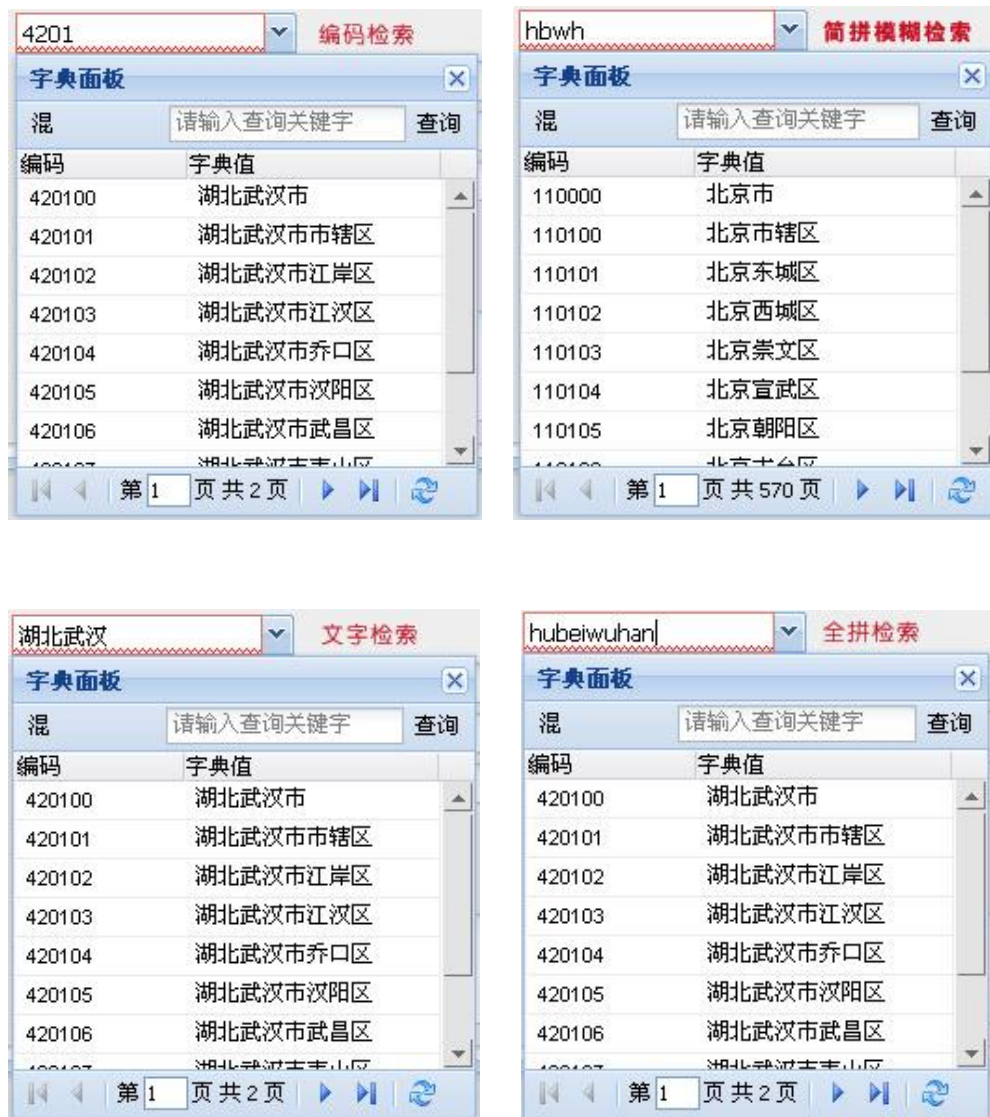 4201 编码检索
字典面板
混 请输入查询关键字 查询
编码 字典值
420100 湖北武汉市
420101 湖北武汉市市辖区
420102 湖北武汉市江岸区
420103 湖北武汉市江汉区
420104 湖北武汉市乔口区
420105 湖北武汉市汉阳区
420106 湖北武汉市武昌区
第 1 页 共 2 页
hbwh 简拼模糊检索
字典面板
混 请输入查询关键字 查询
编码 字典值
110000 北京市
110100 北京市辖区
110101 北京东城区
110102 北京西城区
110103 北京崇文区
110104 北京宣武区
110105 北京朝阳区
第 1 页 共 570 页
湖北武汉 文字检索
字典面板
混 请输入查询关键字 查询
编码 字典值
420100 湖北武汉市
420101 湖北武汉市市辖区
420102 湖北武汉市江岸区
420103 湖北武汉市江汉区
420104 湖北武汉市乔口区
420105 湖北武汉市汉阳区
420106 湖北武汉市武昌区
第 1 页 共 2 页
hubeiwuhan 全拼检索
字典面板
混 请输入查询关键字 查询
编码 字典值
420100 湖北武汉市
420101 湖北武汉市市辖区
420102 湖北武汉市江岸区
420103 湖北武汉市江汉区
420104 湖北武汉市乔口区
420105 湖北武汉市汉阳区
420106 湖北武汉市武昌区
第 1 页 共 2 页